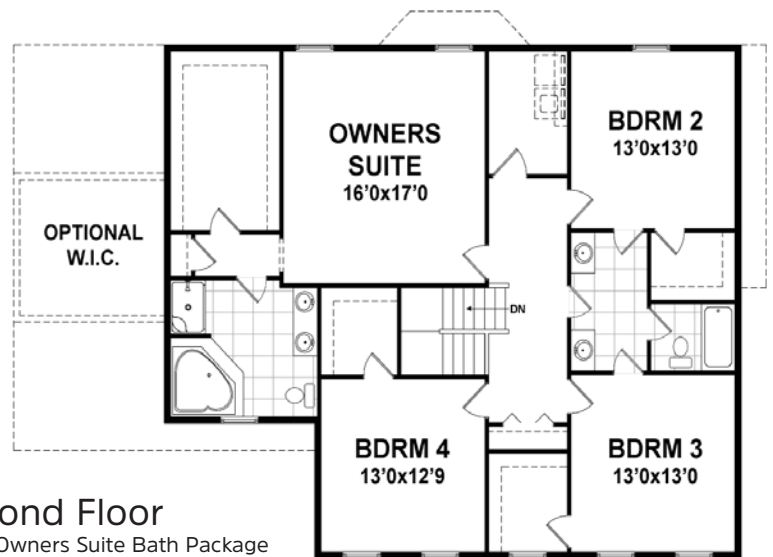 OWNERS
SUITE
16'0x17'0
BDRM 2
13'0x13'0
OPTIONAL
W.I.C.
DN
BDRM 4
13'0x12'9
BDRM 3
13'0x13'0
ond Floor
Owners Suite Bath Package